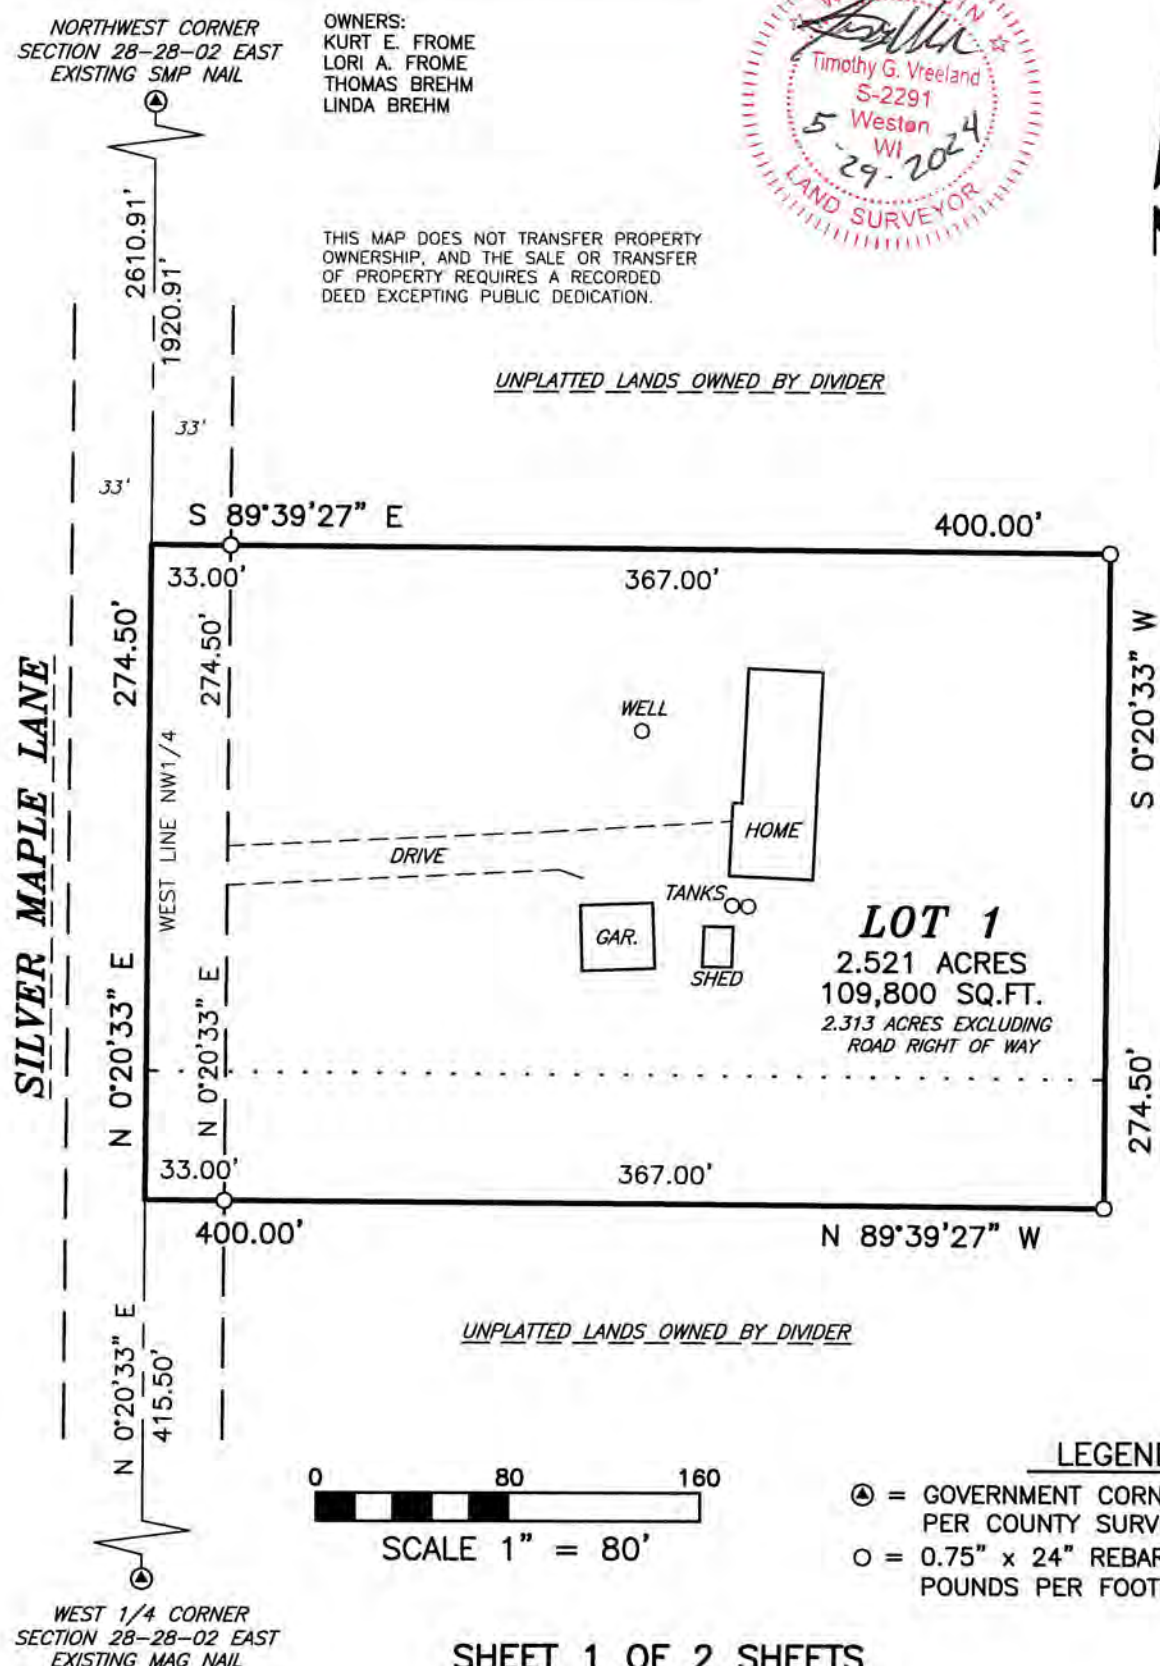 NORTHWEST CORNER
SECTION 28-28-02 EAST
EXISTING SMP NAIL
OWNERS:
KURT E. FROME
LORI A. FROME
THOMAS BREHM
LINDA BREHM
Timothy G. Vreeland
S-2291
Weston
WI
5-29-2024
LAND SURVEYOR
2610.91'
1920.91'
THIS MAP DOES NOT TRANSFER PROPERTY
OWNERSHIP, AND THE SALE OR TRANSFER
OF PROPERTY REQUIRES A RECORDED
DEED EXCEPTING PUBLIC DEDICATION.
UNPLATTED LANDS OWNED BY DIVIDER
33'
33'
S 89°39'27" E
400.00'
33.00'
367.00'
274.50'
274.50'
S 0°20'33" W
274.50'
SILVER MAPLE LANE
WEST LINE NW1/4
N 0°20'33" E
N 0°20'33" E
WELL
HOME
DRIVE
TANKS
GAR.
SHED
LOT 1
2.521 ACRES
109,800 SQ.FT.
2.313 ACRES EXCLUDING
ROAD RIGHT OF WAY
33.00'
367.00'
400.00'
N 89°39'27" W
UNPLATTED LANDS OWNED BY DIVIDER
N 0°20'33" E
415.50'
0 80 160
SCALE 1" = 80'
LEGEN
= GOVERNMENT CORN
PER COUNTY SURV
= 0.75" x 24" REBAR
POUNDS PER FOOT
WEST 1/4 CORNER
SECTION 28-28-02 EAST
EXISTING MAG NAIL
SHEET 1 OF 2 SHEETS